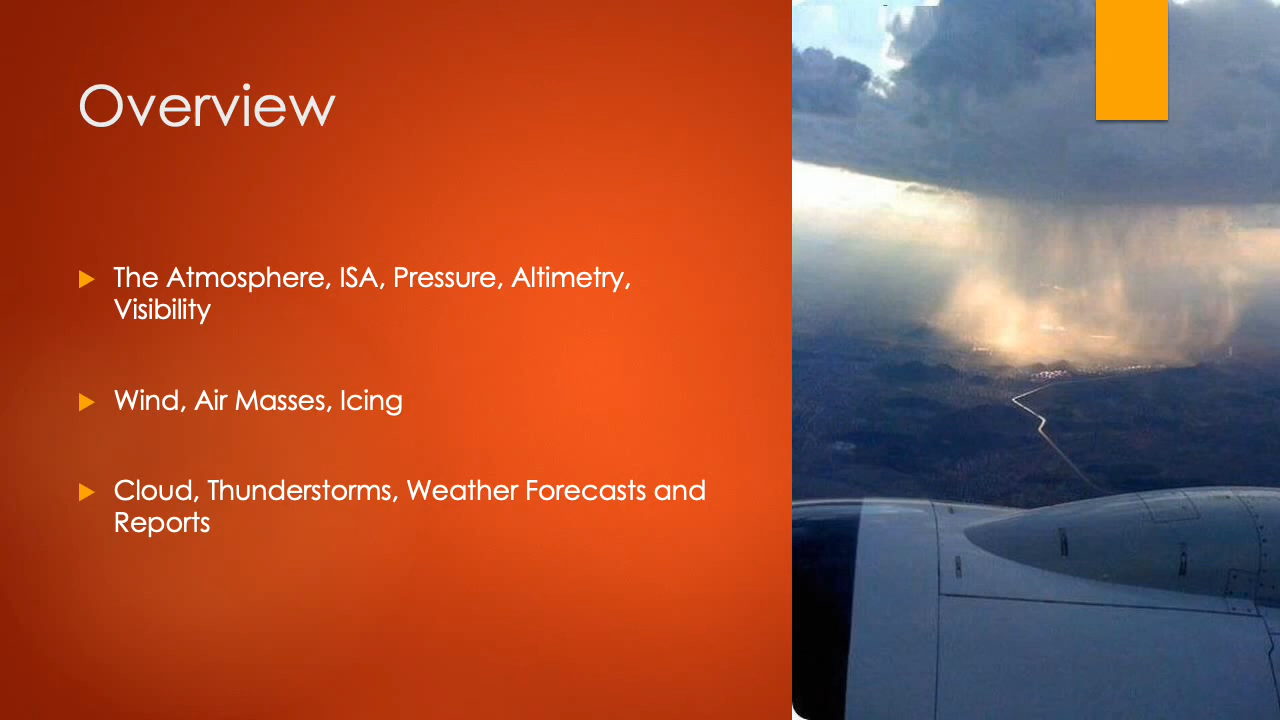 Overview
The Atmosphere, ISA, Pressure, Altimetry,
Visibility
Wind, Air Masses, Icing
Cloud, Thunderstorms, Weather Forecasts and
Reports